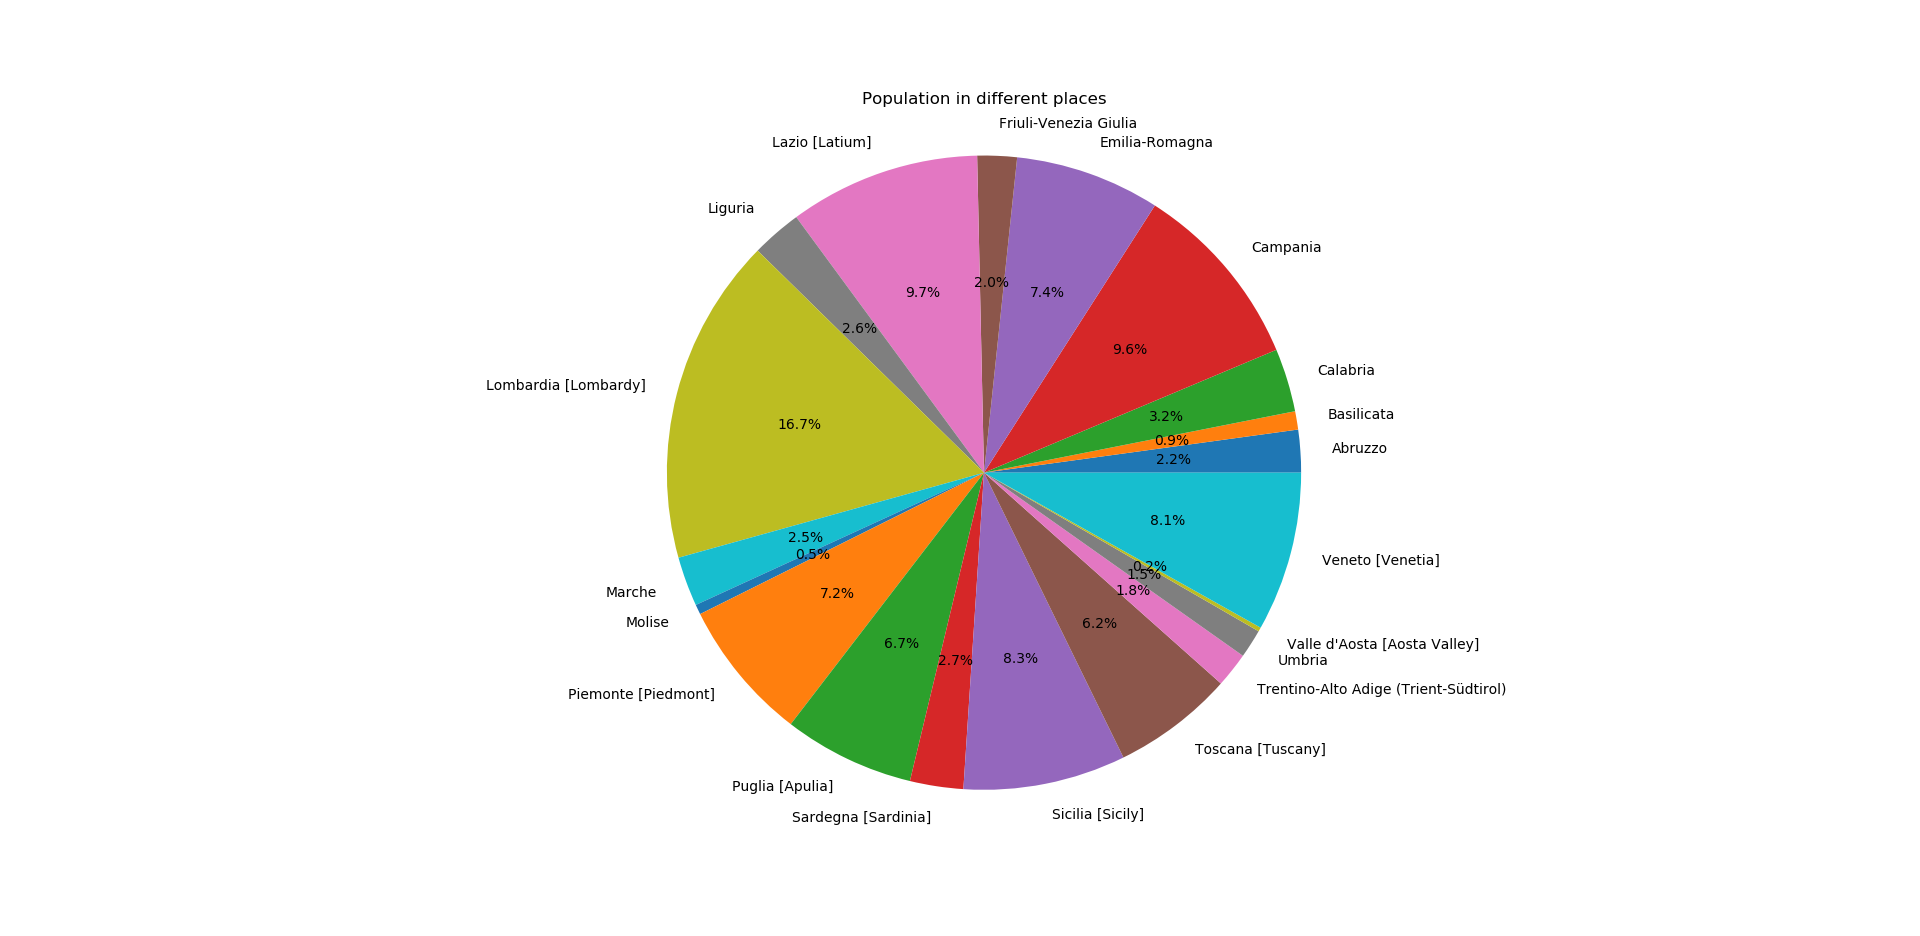 Population in different places
Friuli-Venezia Giulia
Lazio [Latium]
Emilia-Romagna
Liguria
Campania
2.0%
9.7%
7.4%
2.6%
9.6%
Calabria
Lombardia [Lombardy]
Basilicata
3.2%
16.7%
0.9%
Abruzzo
2.2%
8.1%
2.5%
0.5%
Veneto [Venetia]
0.2%
1.5%
1.8%
Marche
7.2%
Molise
6.2%
6.7%
Valle d'Aosta [Aosta Valley]
2.7%
8.3%
Umbria
Trentino-Alto Adige (Trient-Südtirol)
Piemonte [Piedmont]
Toscana [Tuscany]
Puglia [Apulia]
Sardegna [Sardinia]
Sicilia [Sicily]